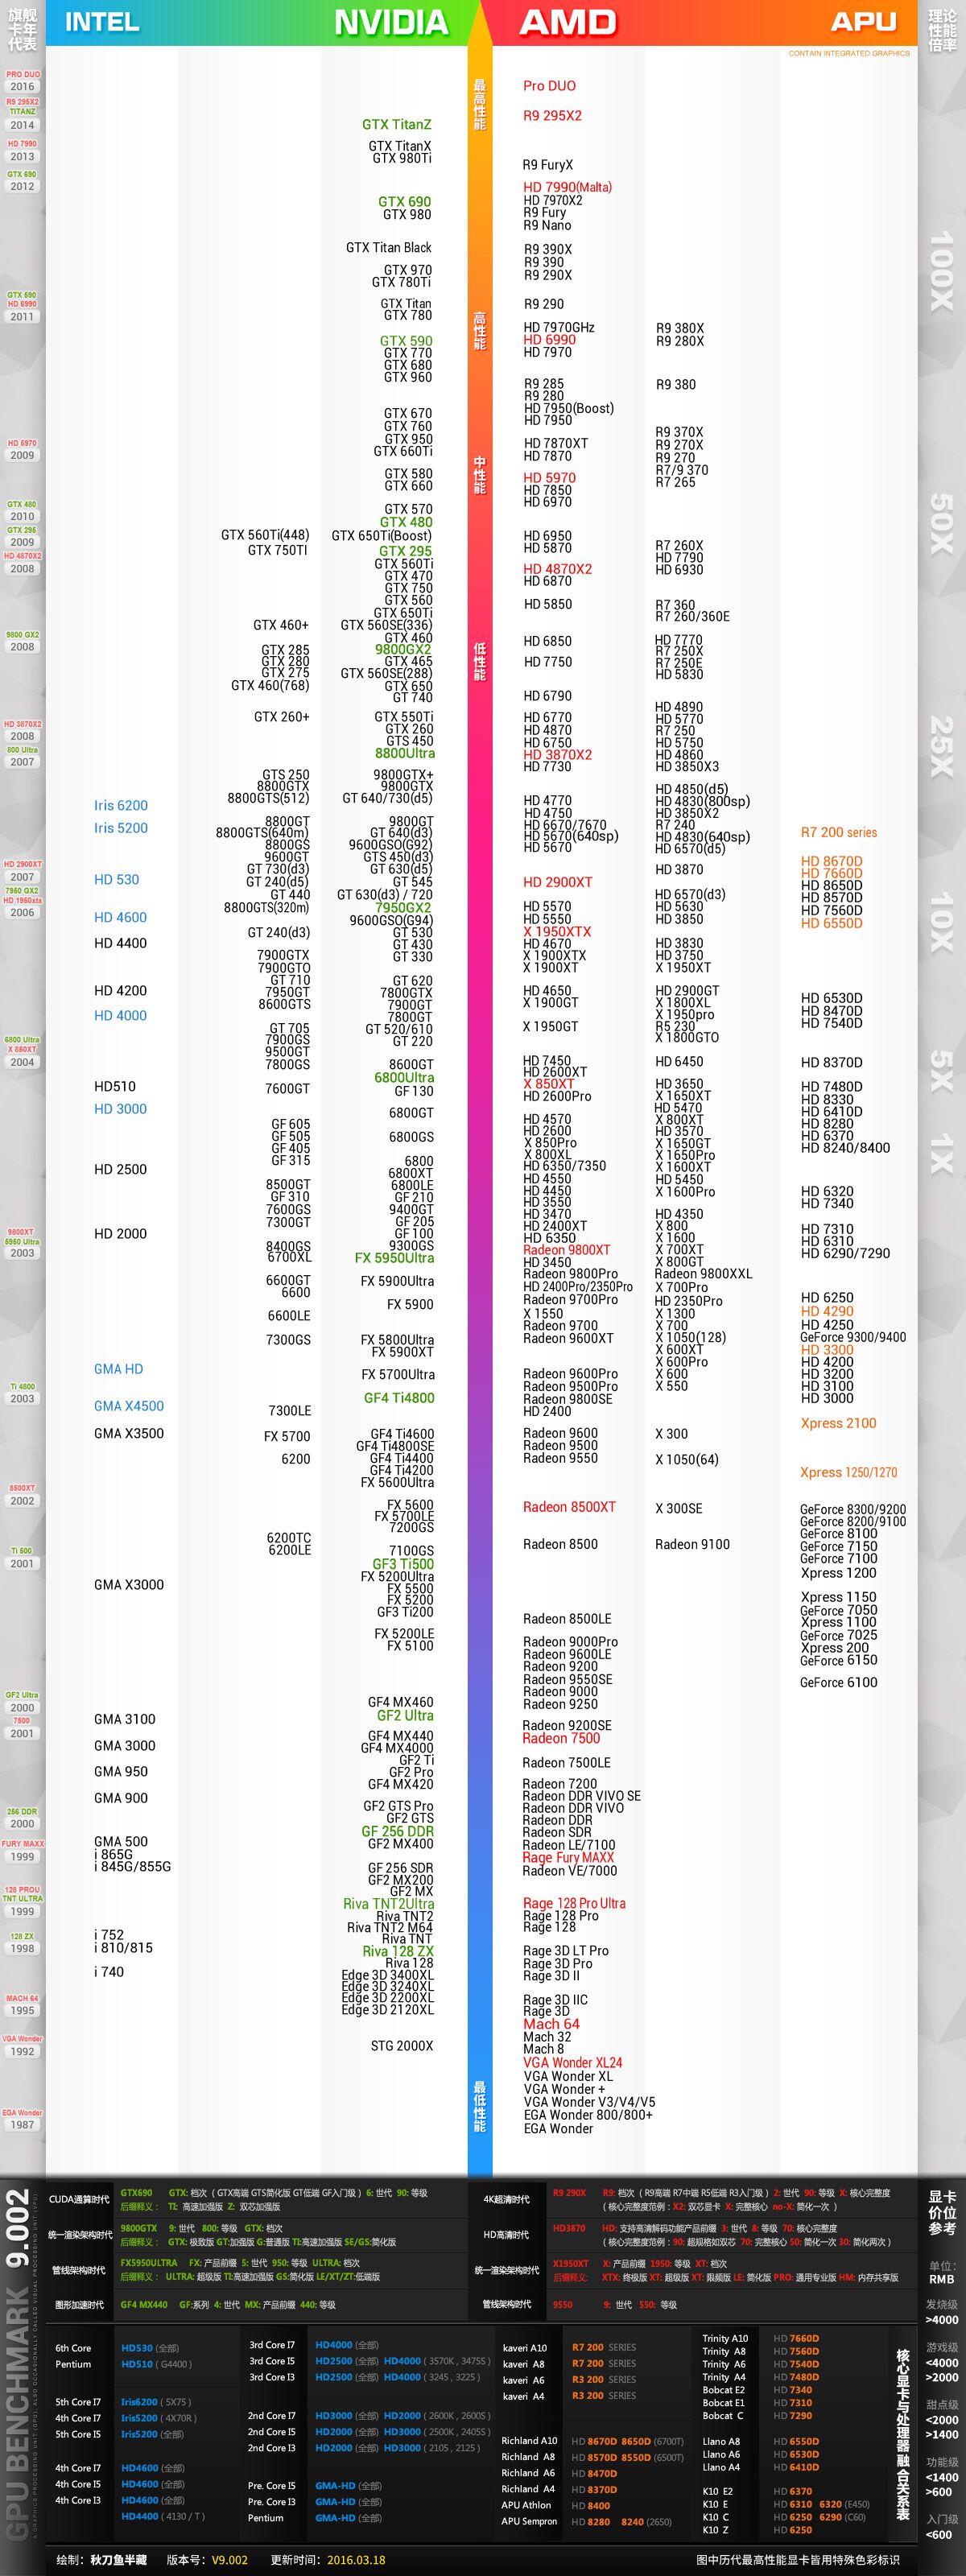 旗舰
卡年
代表
INTEL
NVIDIA
AMD
APU
理论
性能
倍率
CONTAIN INTEGRATED GRAPHICS
PRO DUO
2016
R9 295X2
TITANZ
2014
HD 7990
2013
GTX 690
2012
GTX 590
HD 6990
2011
HD 5970
2009
GTX 480
2010
GTX 295
2009
HD 4870X2
2008
9800 GX2
2008
HD 3870X2
2008
800 Ultra
2007
HD 2900XT
2007
7950 GX2
HD 1950xtx
2006
6800 Ultra
X 850XT
2004
9800XT
5950 Ultra
2003
Ti 4800
2003
8500XT
2002
Ti 500
2001
GF2 Ultra
2000
7500
2001
256 DDR
2000
FURY MAXX
1999
128 PROU
TNT ULTRA
1999
128 ZX
1998
MACH 64
1995
VGA Wonder
1992
EGA Wonder
1987
Iris 6200
Iris 5200
HD 530
HD 4600
HD 4400
HD 4200
HD 4000
HD510
HD 3000
HD 2500
HD 2000
GMA HD
GMA X4500
GMA X3500
GMA X3000
GMA 3100
GMA 3000
GMA 950
GMA 900
GMA 500
i 865G
i 845G/855G
i 752
i 810/815
i 740
GTX 560Ti(448)
GTX 750TI
GTX 460+
GTX 285
GTX 280
GTX 275
GTX 460(768)
GTX 260+
GTS 250
8800GTX
8800GTS(512)
8800GT
8800GTS(640m)
8800GS
9600GT
GT 730(d3)
GT 240(d5)
GT 440
8800GTS(320m)
GT 240(d3)
7900GTX
7900GTO
GT 710
7950GT
8600GTS
GT 705
7900GS
9500GT
7800GS
7600GT
GF 605
GF 505
GF 405
GF 315
8500GT
GF 310
7600GS
7300GT
8400GS
6700XL
6600GT
6600
6600LE
7300GS
7300LE
FX 5700
6200
6200TC
6200LE
GTX TitanZ
GTX TitanX
GTX 980Ti
GTX 690
GTX 980
GTX Titan Black
GTX 970
GTX 780Ti
GTX Titan
GTX 780
GTX 590
GTX 770
GTX 680
GTX 960
GTX 670
GTX 760
GTX 950
GTX 660Ti
GTX 580
GTX 660
GTX 570
GTX 480
GTX 650Ti(Boost)
GTX 295
GTX 560Ti
GTX 470
GTX 750
GTX 560
GTX 650Ti
GTX 560SE(336)
GTX 460
9800GX2
GTX 465
GTX 560SE(288)
GTX 650
GT 740
GTX 550Ti
GTX 260
GTS 450
8800Ultra
9800GTX+
9800GTX
GT 640/730(d5)
9800GT
GT 640(d3)
9600GSO(G92)
GTS 450(d3)
GT 630(d5)
GT 545
GT 630(d3) / 720
7950GX2
9600GSO(G94)
GT 530
GT 430
GT 330
GT 620
7800GTX
7900GT
7800GT
GT 520/610
GT 220
8600GT
6800Ultra
GF 130
6800GT
6800GS
6800
6800XT
6800LE
GF 210
9400GT
GF 205
GF 100
9300GS
FX 5950Ultra
FX 5900Ultra
FX 5900
FX 5800Ultra
FX 5900XT
FX 5700Ultra
GF4 Ti4800
GF4 Ti4600
GF4 Ti4800SE
GF4 Ti4400
GF4 Ti4200
FX 5600Ultra
FX 5600
FX 5700LE
7200GS
7100GS
GF3 Ti500
FX 5200Ultra
FX 5500
FX 5200
GF3 Ti200
FX 5200LE
FX 5100
GF4 MX460
GF2 Ultra
GF4 MX440
GF4 MX4000
GF2 Ti
GF2 Pro
GF4 MX420
GF2 GTS Pro
GF2 GTS
GF 256 DDR
GF2 MX400
GF 256 SDR
GF2 MX200
GF2 MX
Riva TNT2Ultra
Riva TNT2
Riva TNT2 M64
Riva TNT
Riva 128 ZX
Riva 128
Edge 3D 3400XL
Edge 3D 3240XL
Edge 3D 2200XL
Edge 3D 2120XL
STG 2000X
最高性能
高性能
中性能
低性能
最低性能
Pro DUO
R9 295X2
R9 FuryX
HD 7990(Malta)
HD 7970X2
R9 Fury
R9 Nano
R9 390X
R9 390
R9 290X
R9 290
HD 7970GHz
HD 6990
HD 7970
R9 285
R9 280
HD 7950(Boost)
HD 7950
HD 7870XT
HD 7870
HD 5970
HD 7850
HD 6970
HD 6950
HD 5870
HD 4870X2
HD 6870
HD 5850
HD 6850
HD 7750
HD 6790
HD 6770
HD 4870
HD 6750
HD 3870X2
HD 7730
HD 4770
HD 4750
HD 6670/7670
HD 5670(640sp)
HD 5670
HD 2900XT
HD 5570
HD 5550
X 1950XTX
HD 4670
X 1900XTX
X 1900XT
HD 4650
X 1900GT
X 1950GT
HD 7450
HD 2600XT
X 850XT
HD 2600Pro
HD 4570
HD 2600
X 850Pro
X 800XL
HD 6350/7350
HD 4550
HD 4450
HD 3550
HD 3470
HD 2400XT
HD 6350
Radeon 9800XT
HD 3450
Radeon 9800Pro
HD 2400Pro/2350Pro
Radeon 9700Pro
X 1550
Radeon 9700
Radeon 9600XT
Radeon 9600Pro
Radeon 9500Pro
Radeon 9800SE
HD 2400
Radeon 9600
Radeon 9500
Radeon 9550
Radeon 8500XT
Radeon 8500
Radeon 8500LE
Radeon 9000Pro
Radeon 9600LE
Radeon 9200
Radeon 9550SE
Radeon 9000
Radeon 9250
Radeon 9200SE
Radeon 7500
Radeon 7500LE
Radeon 7200
Radeon DDR VIVO SE
Radeon DDR VIVO
Radeon DDR
Radeon SDR
Radeon LE/7100
Rage Fury MAXX
Radeon VE/7000
Rage 128 Pro Ultra
Rage 128 Pro
Rage 128
Rage 3D LT Pro
Rage 3D Pro
Rage 3D II
Rage 3D IIC
Rage 3D
Mach 64
Mach 32
Mach 8
VGA Wonder XL24
VGA Wonder XL
VGA Wonder +
VGA Wonder V3/V4/V5
EGA Wonder 800/800+
EGA Wonder
R9 380X
R9 280X
R9 380
R9 370X
R9 270X
R9 270
R7/9 370
R7 265
R7 260X
HD 7790
HD 6930
R7 360
R7 260/360E
HD 7770
R7 250X
R7 250E
HD 5830
HD 4890
HD 5770
R7 250
HD 5750
HD 4860
HD 3850X3
HD 4850(d5)
HD 4830(800sp)
HD 3850X2
R7 240
HD 4830(640sp)
HD 6570(d5)
HD 3870
HD 6570(d3)
HD 5630
HD 3850
HD 3830
HD 3750
X 1950XT
HD 2900GT
X 1800XL
X 1950pro
R5 230
X 1800GTO
HD 6450
HD 3650
X 1650XT
HD 5470
X 800XT
HD 3570
X 1650GT
X 1650Pro
X 1600XT
HD 5450
X 1600Pro
HD 4350
X 800
X 1600
X 700XT
X 800GT
Radeon 9800XXL
X 700Pro
HD 2350Pro
X 1300
X 700
X 1050(128)
X 600XT
X 600Pro
X 600
X 550
X 300
X 1050(64)
X 300SE
Radeon 9100
R7 200 series
HD 8670D
HD 7660D
HD 8650D
HD 8570D
HD 7560D
HD 6550D
HD 6530D
HD 8470D
HD 7540D
HD 8370D
HD 7480D
HD 8330
HD 6410D
HD 8280
HD 6370
HD 8240/8400
HD 6320
HD 7340
HD 7310
HD 6310
HD 6290/7290
HD 6250
HD 4290
HD 4250
GeForce 9300/9400
HD 3300
HD 4200
HD 3200
HD 3100
HD 3000
Xpress 2100
Xpress 1250/1270
GeForce 8300/9200
GeForce 8200/9100
GeForce 8100
GeForce 7150
GeForce 7100
Xpress 1200
Xpress 1150
GeForce 7050
Xpress 1100
GeForce 7025
Xpress 200
GeForce 6150
GeForce 6100
100X
50X
25X
10X
5X
1X
GPU BENCHMARK 9.002
A GRAPHICS PROCESSING UNIT (GPU), ALSO OCCASIONALLY CALLED VISUAL PROCESSING UNIT (VPU)
CUDA通算时代
GTX690 GTX: 档次 ( GTX高端 GTS简化版 GT低端 GF入门级 ) 6: 世代 90: 等级
后缀释义: TI: 高速加强版 Z: 双芯加强版
统一渲染架构时代
9800GTX 9: 世代 800: 等级 GTX: 档次
后缀释义: GTX: 极致版 GT:加强版 G:普通版 TI:高速加强版 SE/GS:简化版
管线架构时代
FX5950ULTRA FX: 产品前缀 5: 世代 950: 等级 ULTRA: 档次
后缀释义: ULTRA: 超级版 TI:高速加强版 GS:简化版 LE/XT/ZT:低端版
图形加速时代
GF4 MX440 GF:系列 4: 世代 MX: 产品前缀 440: 等级
4K超清时代
R9 290X R9: 档次 ( R9高端 R7中端 R5低端 R3入门级 ) 2: 世代 90: 等级 X: 核心完整度
( 核心完整度范例: X2: 双芯显卡 X: 完整核心 no-X: 简化一次 )
HD高清时代
HD3870 HD: 支持高清解码功能产品前缀 3: 世代 8: 等级 70: 核心完整度
( 核心完整度范例: 90: 超规格如双芯 70: 完整核心 50: 简化一次 30: 简化两次 )
统一渲染架构时代
X1950XT X: 产品前缀 1950: 等级 XT: 档次
后缀释义: XTX: 终极版 XT: 超级版 XT: 限频版 LE: 简化版 PRO: 通用专业版 HM: 内存共享版
管线架构时代
9550 9: 世代 550: 等级
6th Core HD530 (全部)
Pentium HD510 ( G4400 )
5th Core I7 Iris6200 ( 5X75 )
4th Core I7 Iris5200 ( 4X70R )
5th Core I5 Iris5200 (全部)
4th Core I7 HD4600 (全部)
4th Core I5 HD4600 (全部)
4th Core I3 HD4600 (全部)
HD4400 ( 4130 / T )
3rd Core I7 HD4000 (全部)
3rd Core I5 HD2500 (全部) HD4000 ( 3570K , 3475S )
3rd Core I3 HD2500 (全部) HD4000 ( 3245 , 3225 )
2nd Core I7 HD3000 (全部) HD2000 ( 2600K , 2600S )
2nd Core I5 HD2000 (全部) HD3000 ( 2500K , 2405S )
2nd Core I3 HD2000 (全部) HD3000 ( 2105 , 2125 )
Pre. Core I5 GMA-HD (全部)
Pre. Core I3 GMA-HD (全部)
Pentium GMA-HD (全部)
kaveri A10 R7 200 SERIES
kaveri A8 R7 200 SERIES
kaveri A6 R3 200 SERIES
kaveri A4 R3 200 SERIES
Richland A10 HD 8670D 8650D (6700T)
Richland A8 HD 8570D 8550D (6500T)
Richland A6 HD 8470D
Richland A4 HD 8370D
APU Athlon HD 8400
APU Sempron HD 8280 8240 (2650)
Trinity A10 HD 7660D
Trinity A8 HD 7560D
Trinity A6 HD 7540D
Trinity A4 HD 7480D
Bobcat E2 HD 7340
Bobcat E1 HD 7310
Bobcat C HD 7290
Llano A8 HD 6550D
Llano A6 HD 6530D
Llano A4 HD 6410D
K10 E2 HD 6370
K10 E HD 6310 6320 (E450)
K10 C HD 6250 6290 (C60)
K10 Z HD 6250
核心显卡与处理器融合关系表
显卡
价位
参考
单位:
RMB
发烧级
>4000
游戏级
<4000
>2000
甜点级
<2000
>1400
功能级
<1400
>600
入门级
<600
绘制: 秋刀鱼半藏 版本号: V9.002 更新时间: 2016.03.18
图中历代最高性能显卡皆用特殊色彩标识